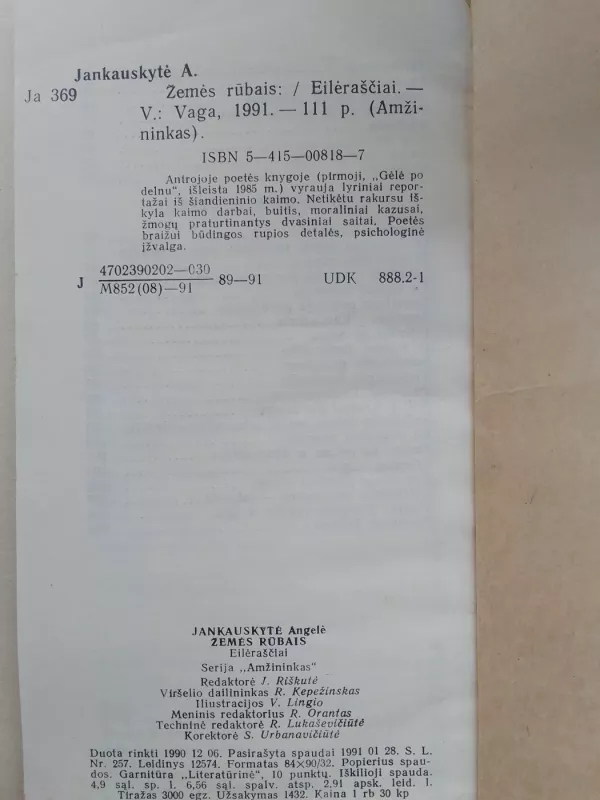 Jankauskytė A.
Ja 369 Žemės rūbais: / Eilėraščiai. —
V.: Vaga, 1991. — 111 p. (Amži-
ninkas).
ISBN 5—415—00818—7
Antrojoje poetės knygoje (pirmoji, „Gėlė po
delnu“, išleista 1985 m.) vyrauja lyriniai repor-
tažai iš šiandieninio kaimo. Netikėtu rakursu iš-
kyla kaimo darbai, buitis, moraliniai kazusai,
žmogų praturtinantys dvasiniai saitai. Poetės
braižui būdingos rupios detalės, psichologinė
įžvalga.
4702390202—030
J M852(08)—91 89—91 UDK 888.2-1
JANKAUSKYTĖ Angelė
ŽEMĖS RŪBAIS
Eilėraščiai
Serija „Amžininkas“
Redaktorė J. Riškutė
Viršelio dailininkas R. Kepežinskas
Iliustracijos V. Lingio
Meninis redaktorius R. Orantas
Techninė redaktorė R. Lukaševičiūtė
Korektorė S. Urbanavičiūtė
Duota rinkti 1990 12 06. Pasirašyta spaudai 1991 01 28. S. L.
Nr. 257. Leidinys 12574. Formatas 84×90/32. Popierius spau-
dos. Garnitūra „Literatūrinė“, 10 punktų. Iškilioji spauda.
4,9 sąl. sp. l. 6,56 sąl. spalv. atsp. 2,91 apsk. leid. l.
Tiražas 3000 egz. Užsakymas 1432. Kaina 1 rb 30 kp